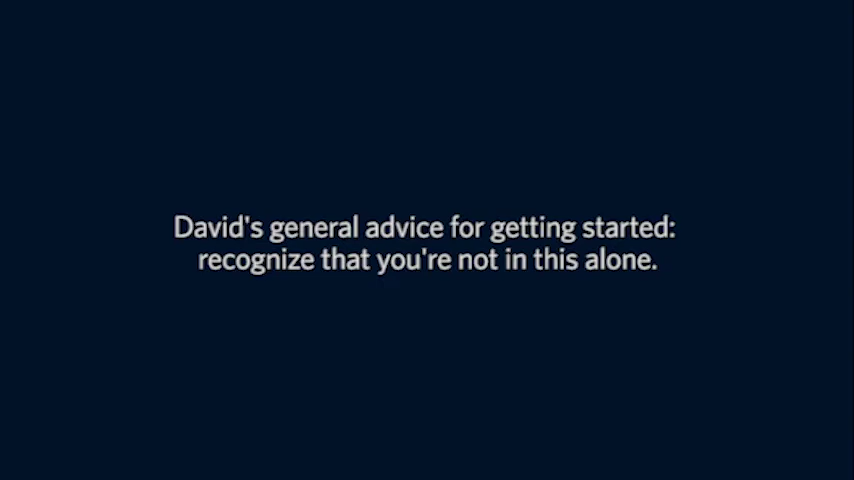 David's general advice for getting started:
recognize that you're not in this alone.